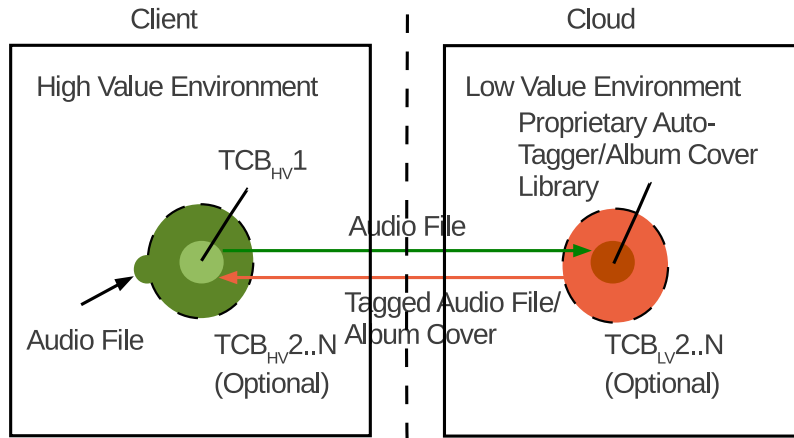 Client
Cloud
High Value Environment
Low Value Environment
Proprietary Auto-
Tagger/Album Cover
Library
TCBHV1
Audio File
Tagged Audio File/
Album Cover
Audio File
TCBHV2..N
(Optional)
TCBLV2..N
(Optional)